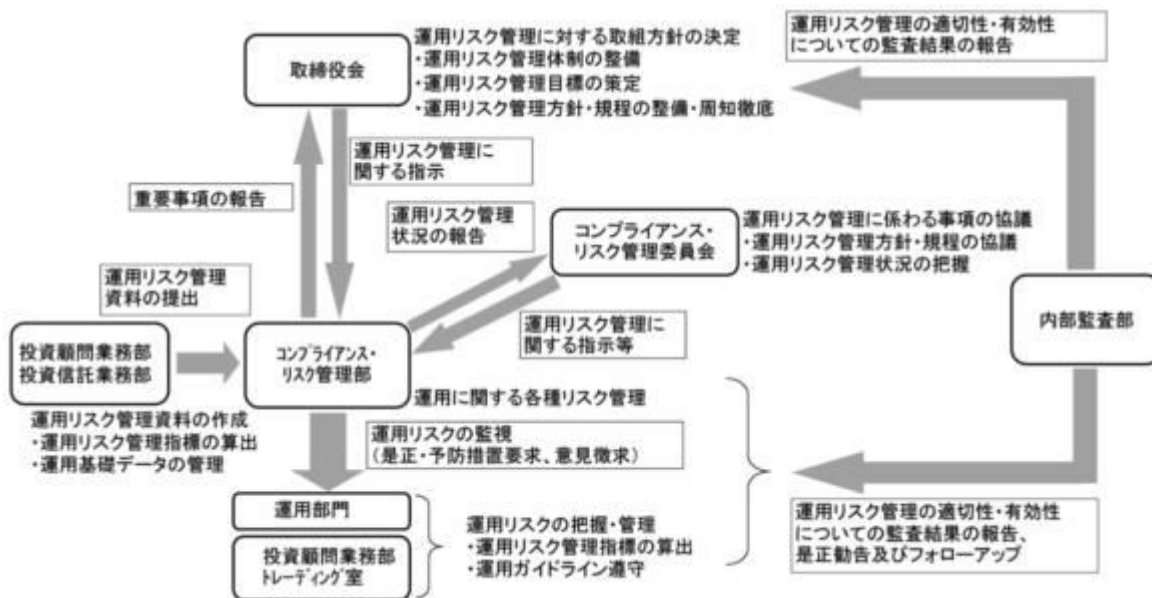 取締役会
運用リスク管理に対する取組方針の決定
・運用リスク管理体制の整備
・運用リスク管理目標の策定
・運用リスク管理方針・規程の整備・周知徹底
運用リスク管理の適切性・有効性
についての監査結果の報告
運用リスク管理に
関する指示
重要事項の報告
運用リスク管理
状況の報告
コンプライアンス・
リスク管理委員会
運用リスク管理に係わる事項の協議
・運用リスク管理方針・規程の協議
・運用リスク管理状況の把握
運用リスク管理
資料の提出
内部監査部
投資顧問業務部
投資信託業務部
コンプライアンス・
リスク管理部
運用リスク管理に
関する指示等
運用に関する各種リスク管理
運用リスク管理資料の作成
・運用リスク管理指標の算出
・運用基礎データの管理
運用リスクの監視
(是正・予防措置要求、意見徴求)
運用部門
投資顧問業務部
トレーディング室
運用リスクの把握・管理
・運用リスク管理指標の算出
・運用ガイドライン遵守
運用リスク管理の適切性・有効性
についての監査結果の報告、
是正勧告及びフォローアップ